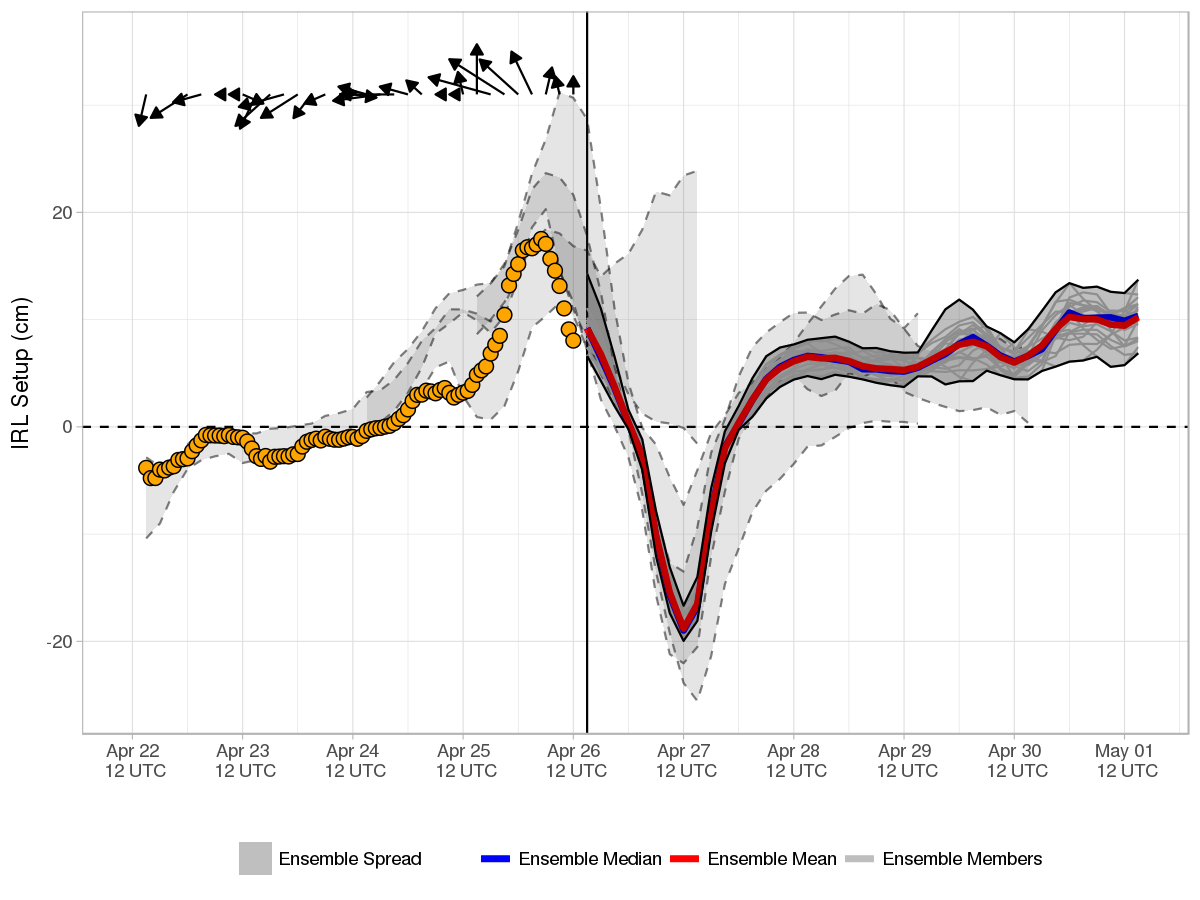 IRL Setup (cm)
20
0
-20
Apr 22 Apr 23 Apr 24 Apr 25 Apr 26 Apr 27 Apr 28 Apr 29 Apr 30 May 01
12 UTC 12 UTC 12 UTC 12 UTC 12 UTC 12 UTC 12 UTC 12 UTC 12 UTC 12 UTC
Ensemble Spread Ensemble Median Ensemble Mean Ensemble Members